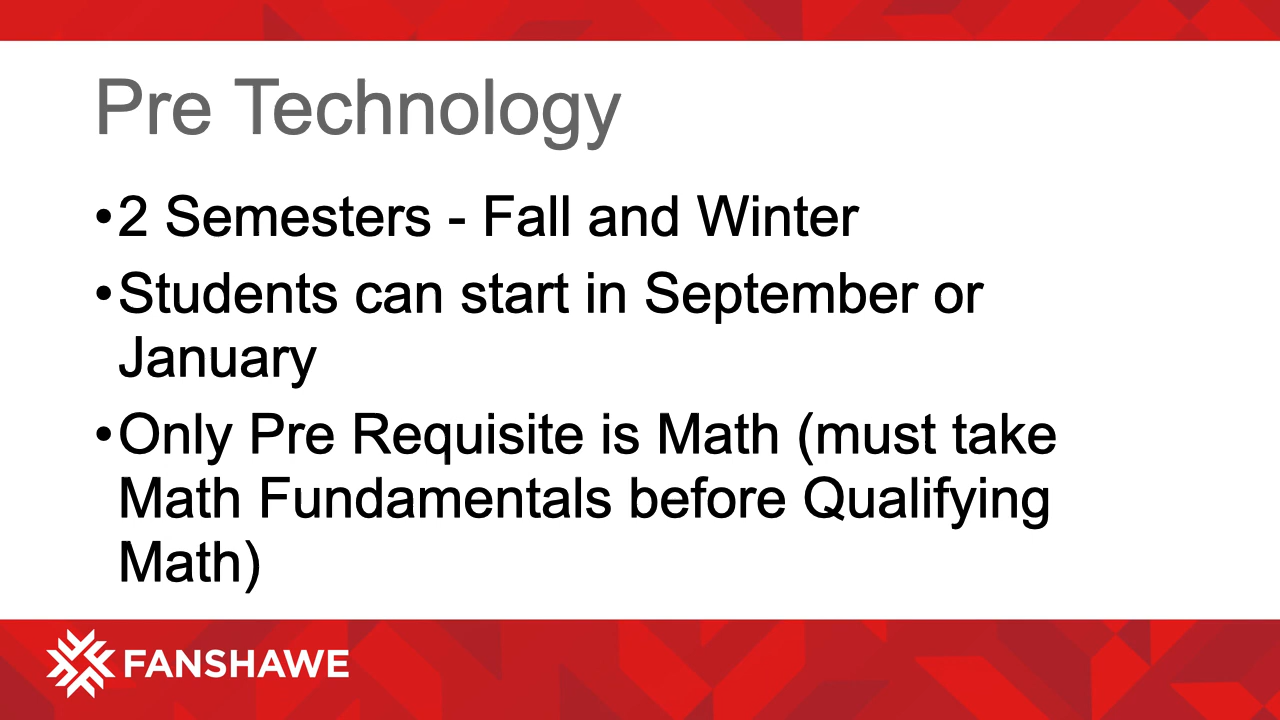 Pre Technology
•2 Semesters - Fall and Winter
•Students can start in September or
January
•Only Pre Requisite is Math (must take
Math Fundamentals before Qualifying
Math)
FANSHAWE